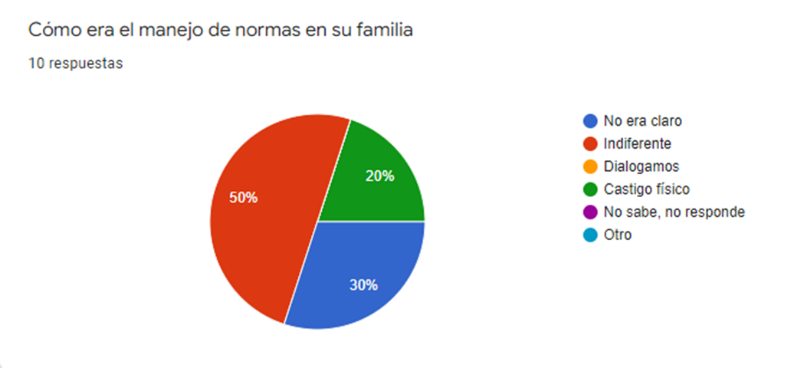 Cómo era el manejo de normas en su familia
10 respuestas
50%
20%
30%
No era claro
Indiferente
Dialogamos
Castigo físico
No sabe, no responde
Otro